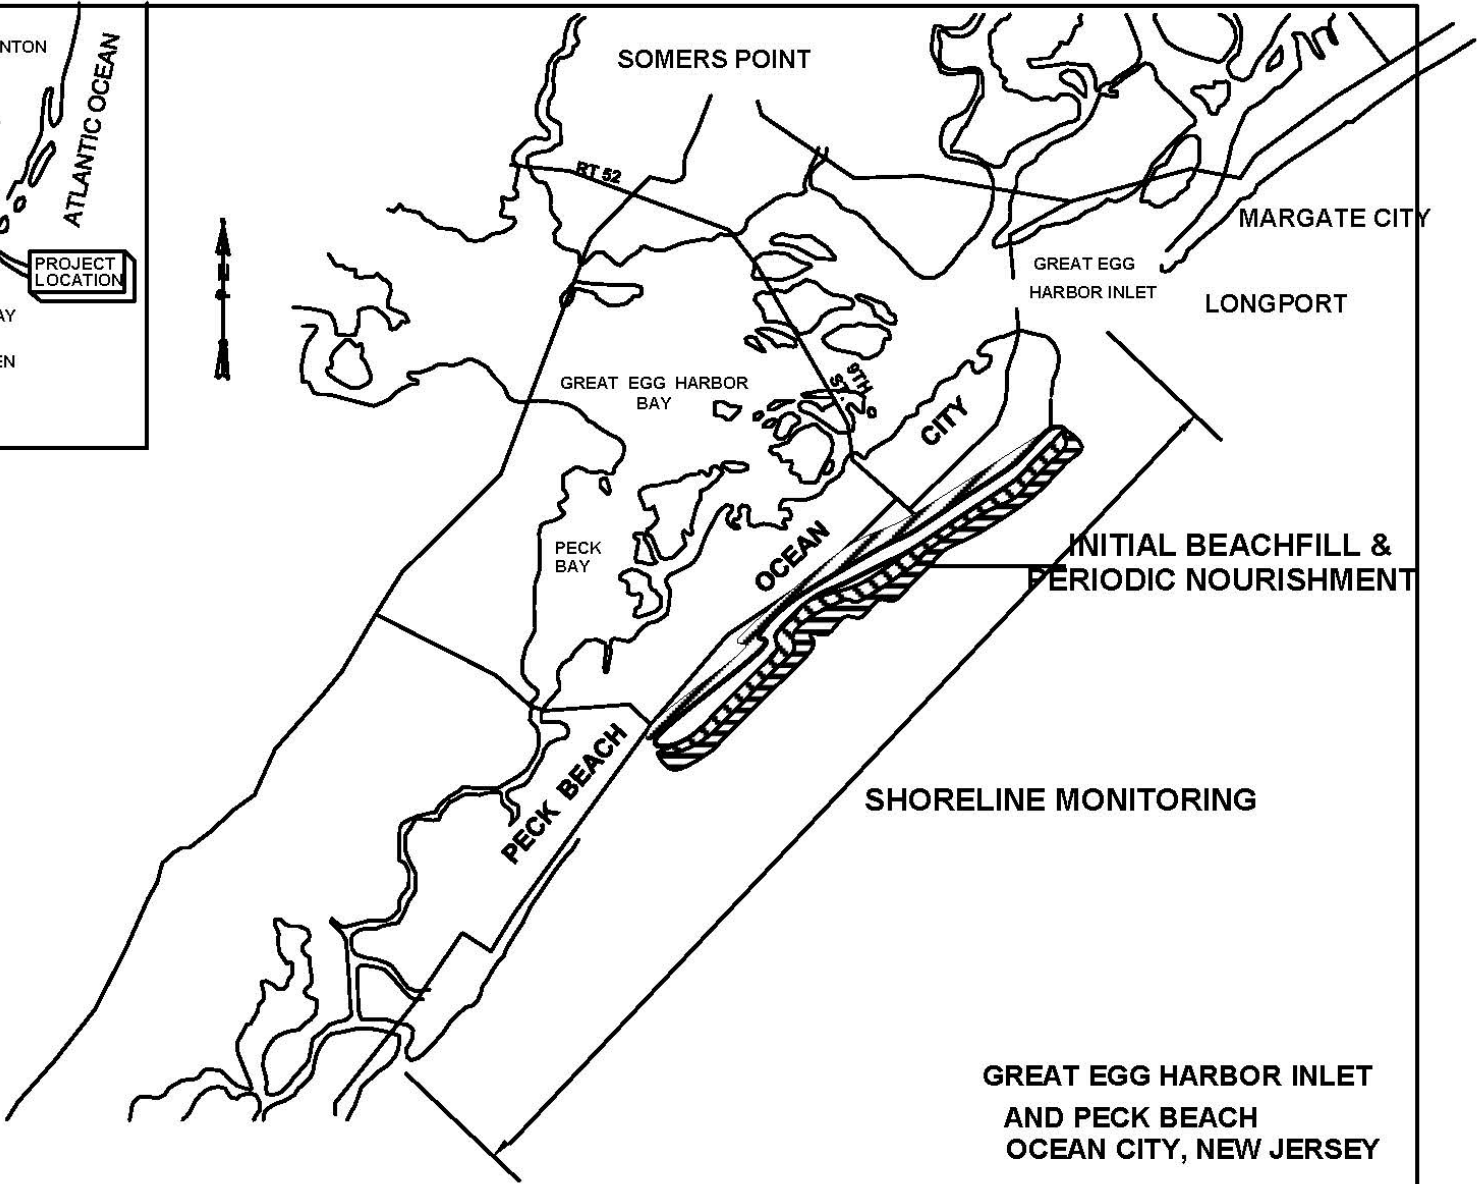 NTON
ATLANTIC OCEAN
PROJECT
LOCATION
AY
EN
SOMERS POINT
RT 52
MARGATE CITY
GREAT EGG
HARBOR INLET
LONGPORT
GREAT EGG HARBOR
BAY
9TH
ST.
CITY
OCEAN
PECK
BAY
INITIAL BEACHFILL &
PERIODIC NOURISHMENT
PECK BEACH
SHORELINE MONITORING
GREAT EGG HARBOR INLET
AND PECK BEACH
OCEAN CITY, NEW JERSEY